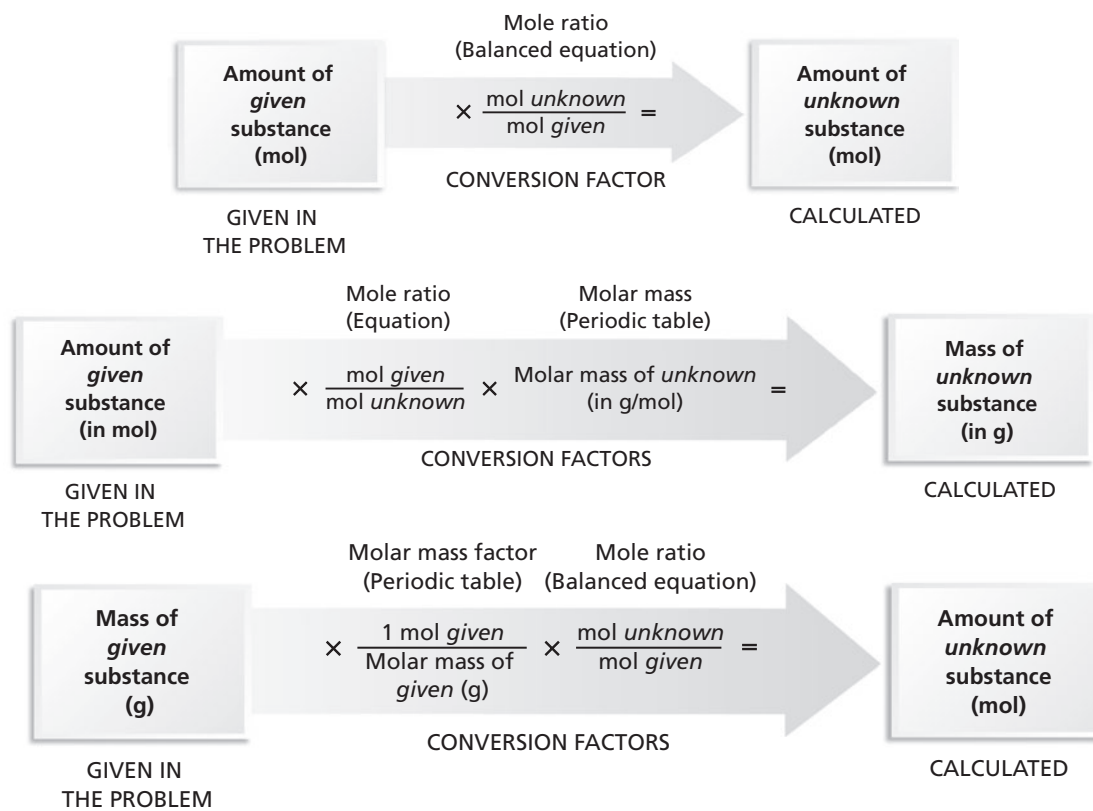 Mole ratio
(Balanced equation)
Amount of
given
substance
(mol)
× mol unknown
mol given =
Amount of
unknown
substance
(mol)
CONVERSION FACTOR
GIVEN IN
THE PROBLEM
CALCULATED
Mole ratio
(Equation)
Molar mass
(Periodic table)
Amount of
given
substance
(in mol)
× mol given
mol unknown
× Molar mass of unknown
(in g/mol) =
Mass of
unknown
substance
(in g)
CONVERSION FACTORS
GIVEN IN
THE PROBLEM
CALCULATED
Molar mass factor
(Periodic table)
Mole ratio
(Balanced equation)
Mass of
given
substance
(g)
× 1 mol given
Molar mass of
given (g)
× mol unknown
mol given =
Amount of
unknown
substance
(mol)
CONVERSION FACTORS
GIVEN IN
THE PROBLEM
CALCULATED